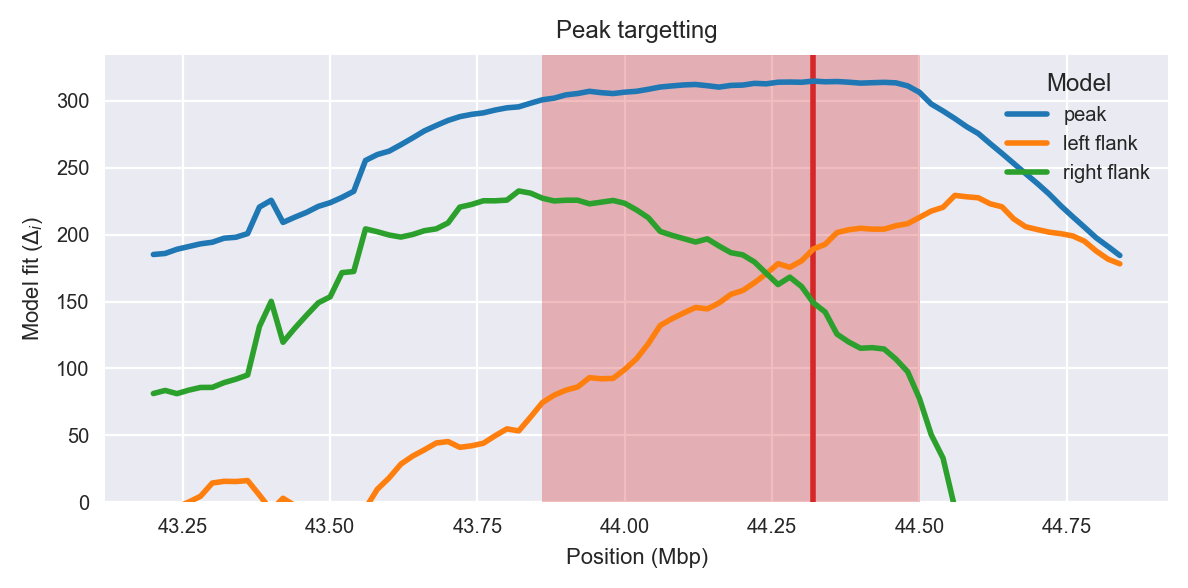 Peak targetting
Model fit (Δi)
300
250
200
150
100
50
0
Model
peak
left flank
right flank
43.25 43.50 43.75 44.00 44.25 44.50 44.75
Position (Mbp)